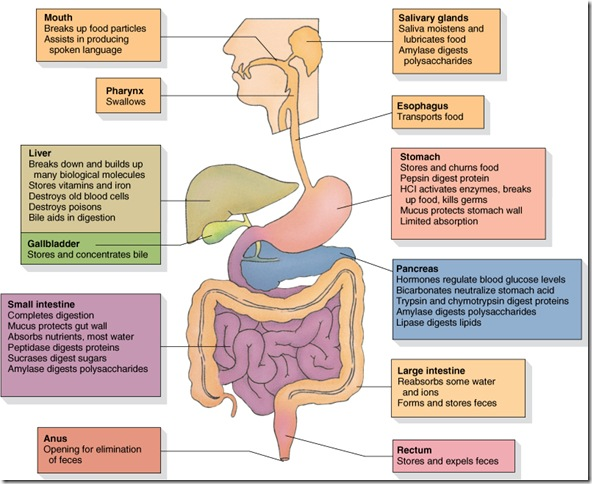 Mouth
Breaks up food particles
Assists in producing
spoken language
Salivary glands
Saliva moistens and
lubricates food
Amylase digests
polysaccharides
Pharynx
Swallows
Esophagus
Transports food
Liver
Breaks down and builds up
many biological molecules
Stores vitamins and iron
Destroys old blood cells
Destroys poisons
Bile aids in digestion
Gallbladder
Stores and concentrates bile
Stomach
Stores and churns food
Pepsin digest protein
HCl activates enzymes, breaks
up food, kills germs
Mucus protects stomach wall
Limited absorption
Pancreas
Hormones regulate blood glucose levels
Bicarbonates neutralize stomach acid
Trypsin and chymotrypsin digest proteins
Amylase digests polysaccharides
Lipase digests lipids
Small intestine
Completes digestion
Mucus protects gut wall
Absorbs nutrients, most water
Peptidase digests proteins
Sucrases digest sugars
Amylase digests polysaccharides
Large intestine
Reabsorbs some water
and ions
Forms and stores feces
Anus
Opening for elimination
of feces
Rectum
Stores and expels feces